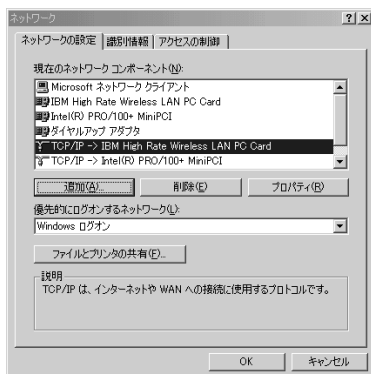 ネットワーク
ネットワークの設定 識別情報 アクセスの制御
現在のネットワーク コンポーネント(N):
Microsoft ネットワーク クライアント
IBM High Rate Wireless LAN PC Card
Intel(R) PRO/100+ MiniPCI
ダイヤルアップ アダプタ
TCP/IP -> IBM High Rate Wireless LAN PC Card
TCP/IP -> Intel(R) PRO/100+ MiniPCI
追加(A)... 削除(E) プロパティ(R)
優先的にログオンするネットワーク(L):
Windows ログオン
ファイルとプリンタの共有(F)...
説明
TCP/IP は、インターネットや WAN への接続に使用するプロトコルです。
OK キャンセル